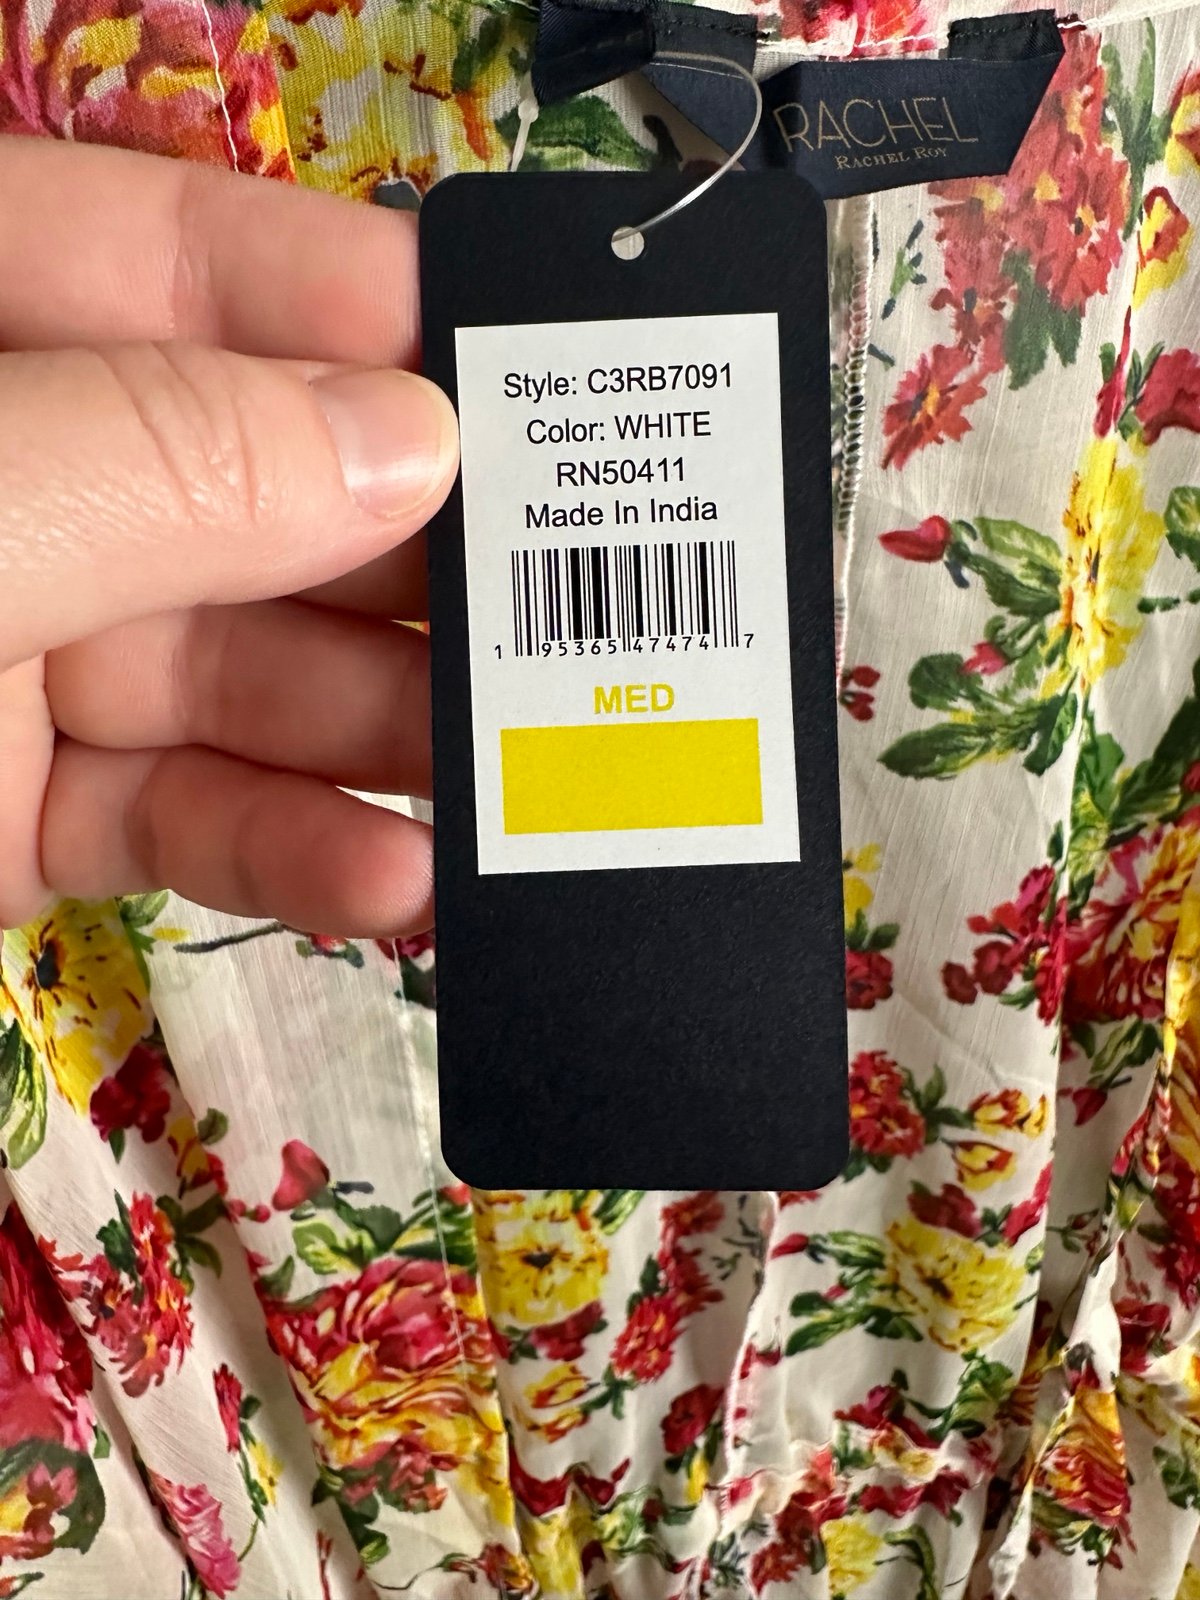 RACHEL
RACHEL ROY
Style: C3RB7091
Color: WHITE
RN50411
Made In India
1 95365 47474 7
MED